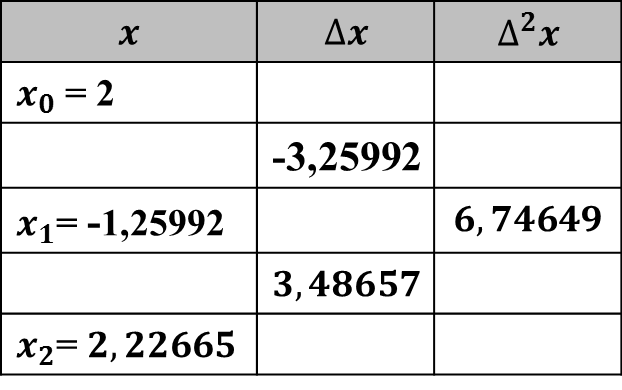 x Δx Δ²x
x₀ = 2
-3,25992
x₁= -1,25992 6,74649
3,48657
x₂= 2,22665